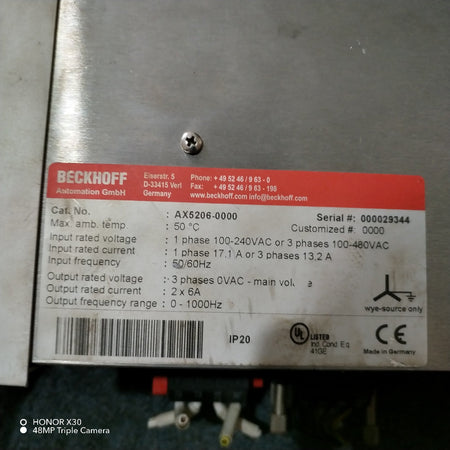 BECKHOFF
Automation GmbH
Eiserstr. 5
D-33415 Verl
Germany
Phone: + 49 52 46 / 9 63 - 0
Fax: + 49 52 46 / 9 63 - 198
www.beckhoff.com info@beckhoff.com
Cat. No. : AX5206-0000 Serial #: 000029344
Max. amb. temp : 50 °C Customized #: 0000
Input rated voltage : 1 phase 100-240VAC or 3 phases 100-480VAC
Input rated current : 1 phase 17.1 A or 3 phases 13,2 A
Input frequency : 50/60Hz
Output rated voltage : 3 phases 0VAC - main vol e
Output rated current : 2 x 6A
Output frequency range : 0 - 1000Hz
wye-source only
IP20
UL LISTED
Ind. Cond. Eq.
41GE
CE
Made in Germany
HONOR X30
48MP Triple Camera